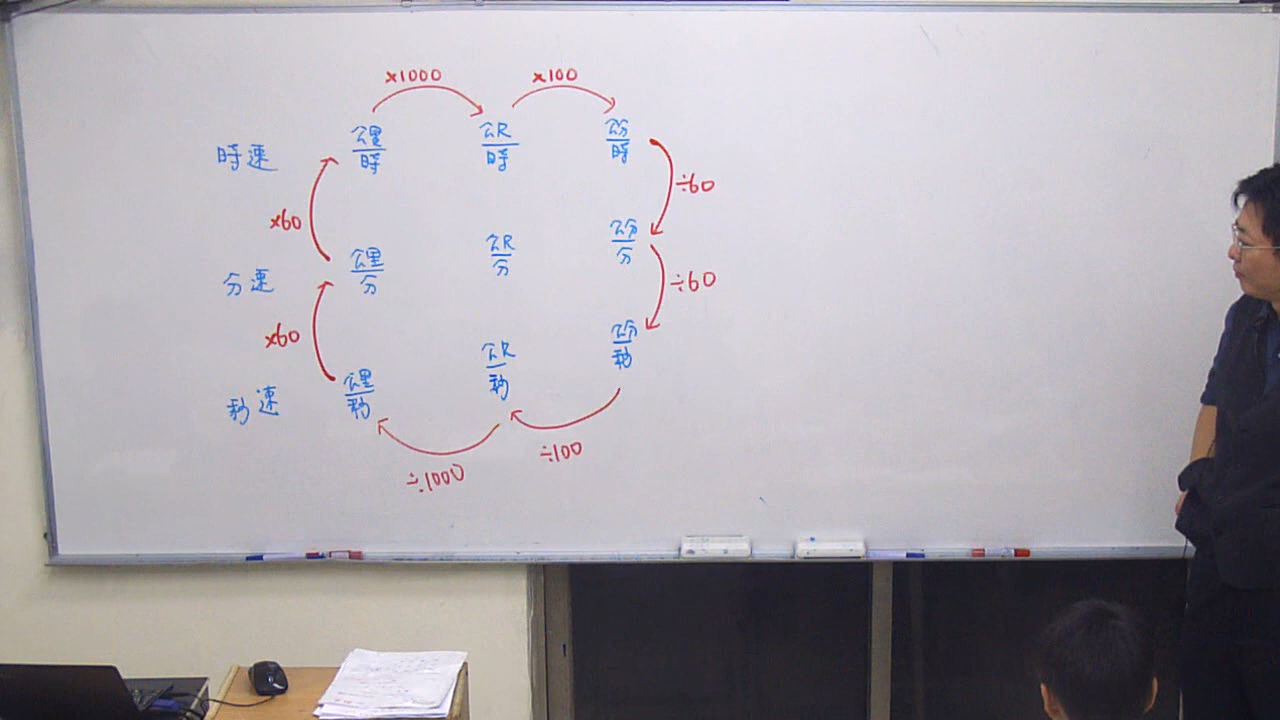 ×1000 ×100
時速 公里/時 公尺/時 公分/時
÷60
×60
分速 公里/分 公尺/分 公分/分
÷60
×60
秒速 公里/秒 公尺/秒 公分/秒
÷1000 ÷100